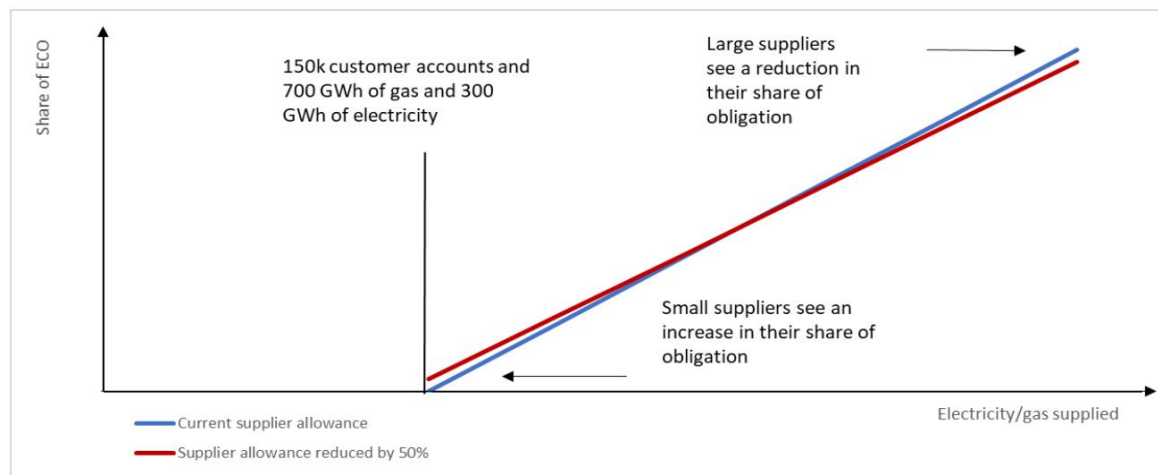 Share of ECO
150k customer accounts and
700 GWh of gas and 300
GWh of electricity
Large suppliers
see a reduction in
their share of
obligation
Small suppliers see an
increase in their share of
obligation
Electricity/gas supplied
Current supplier allowance
Supplier allowance reduced by 50%